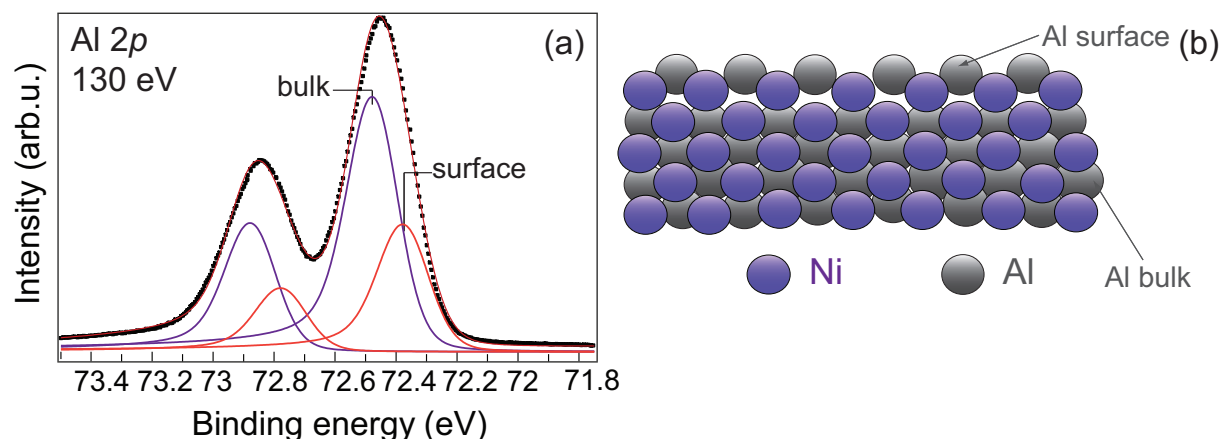 Al 2p
130 eV
(a)
bulk
surface
Intensity (arb.u.)
73.4 73.2 73 72.8 72.6 72.4 72.2 72 71.8
Binding energy (eV)
Al surface
(b)
Ni
Al
Al bulk